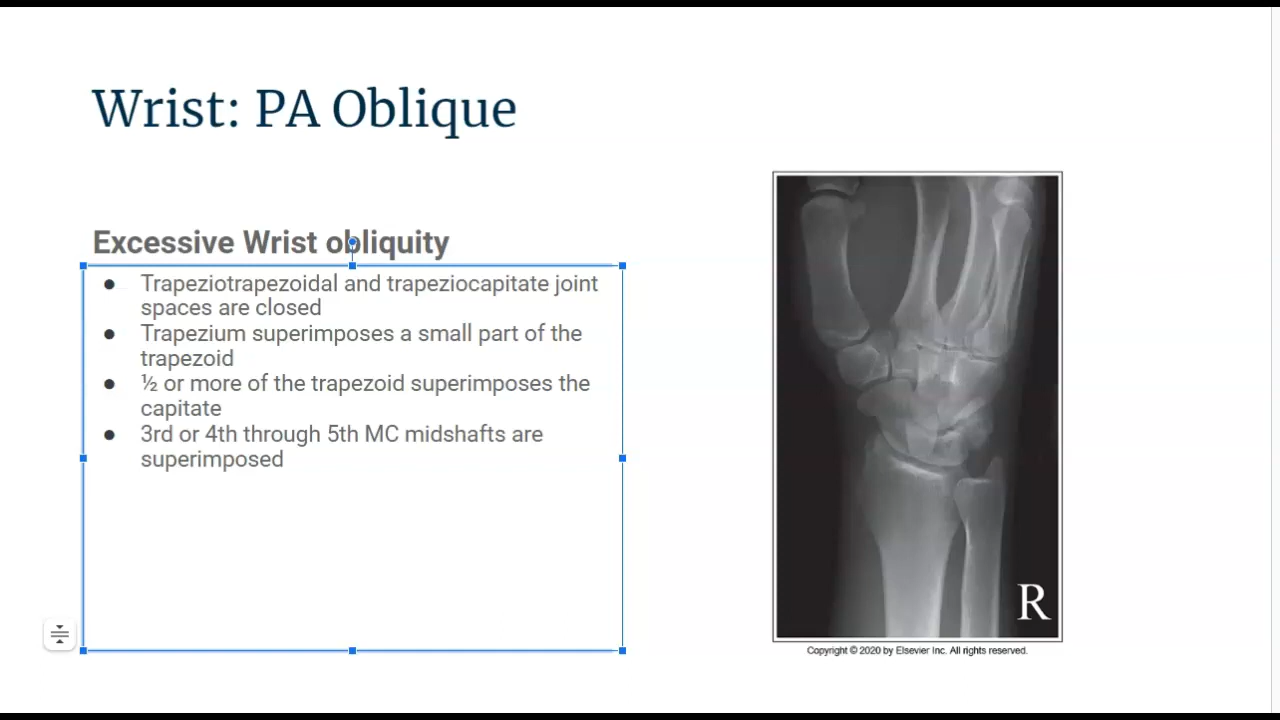 Wrist: PA Oblique
Excessive Wrist obliquity
● Trapeziotrapezoidal and trapeziocapitate joint
spaces are closed
● Trapezium superimposes a small part of the
trapezoid
● ½ or more of the trapezoid superimposes the
capitate
● 3rd or 4th through 5th MC midshafts are
superimposed
R
Copyright © 2020 by Elsevier Inc. All rights reserved.